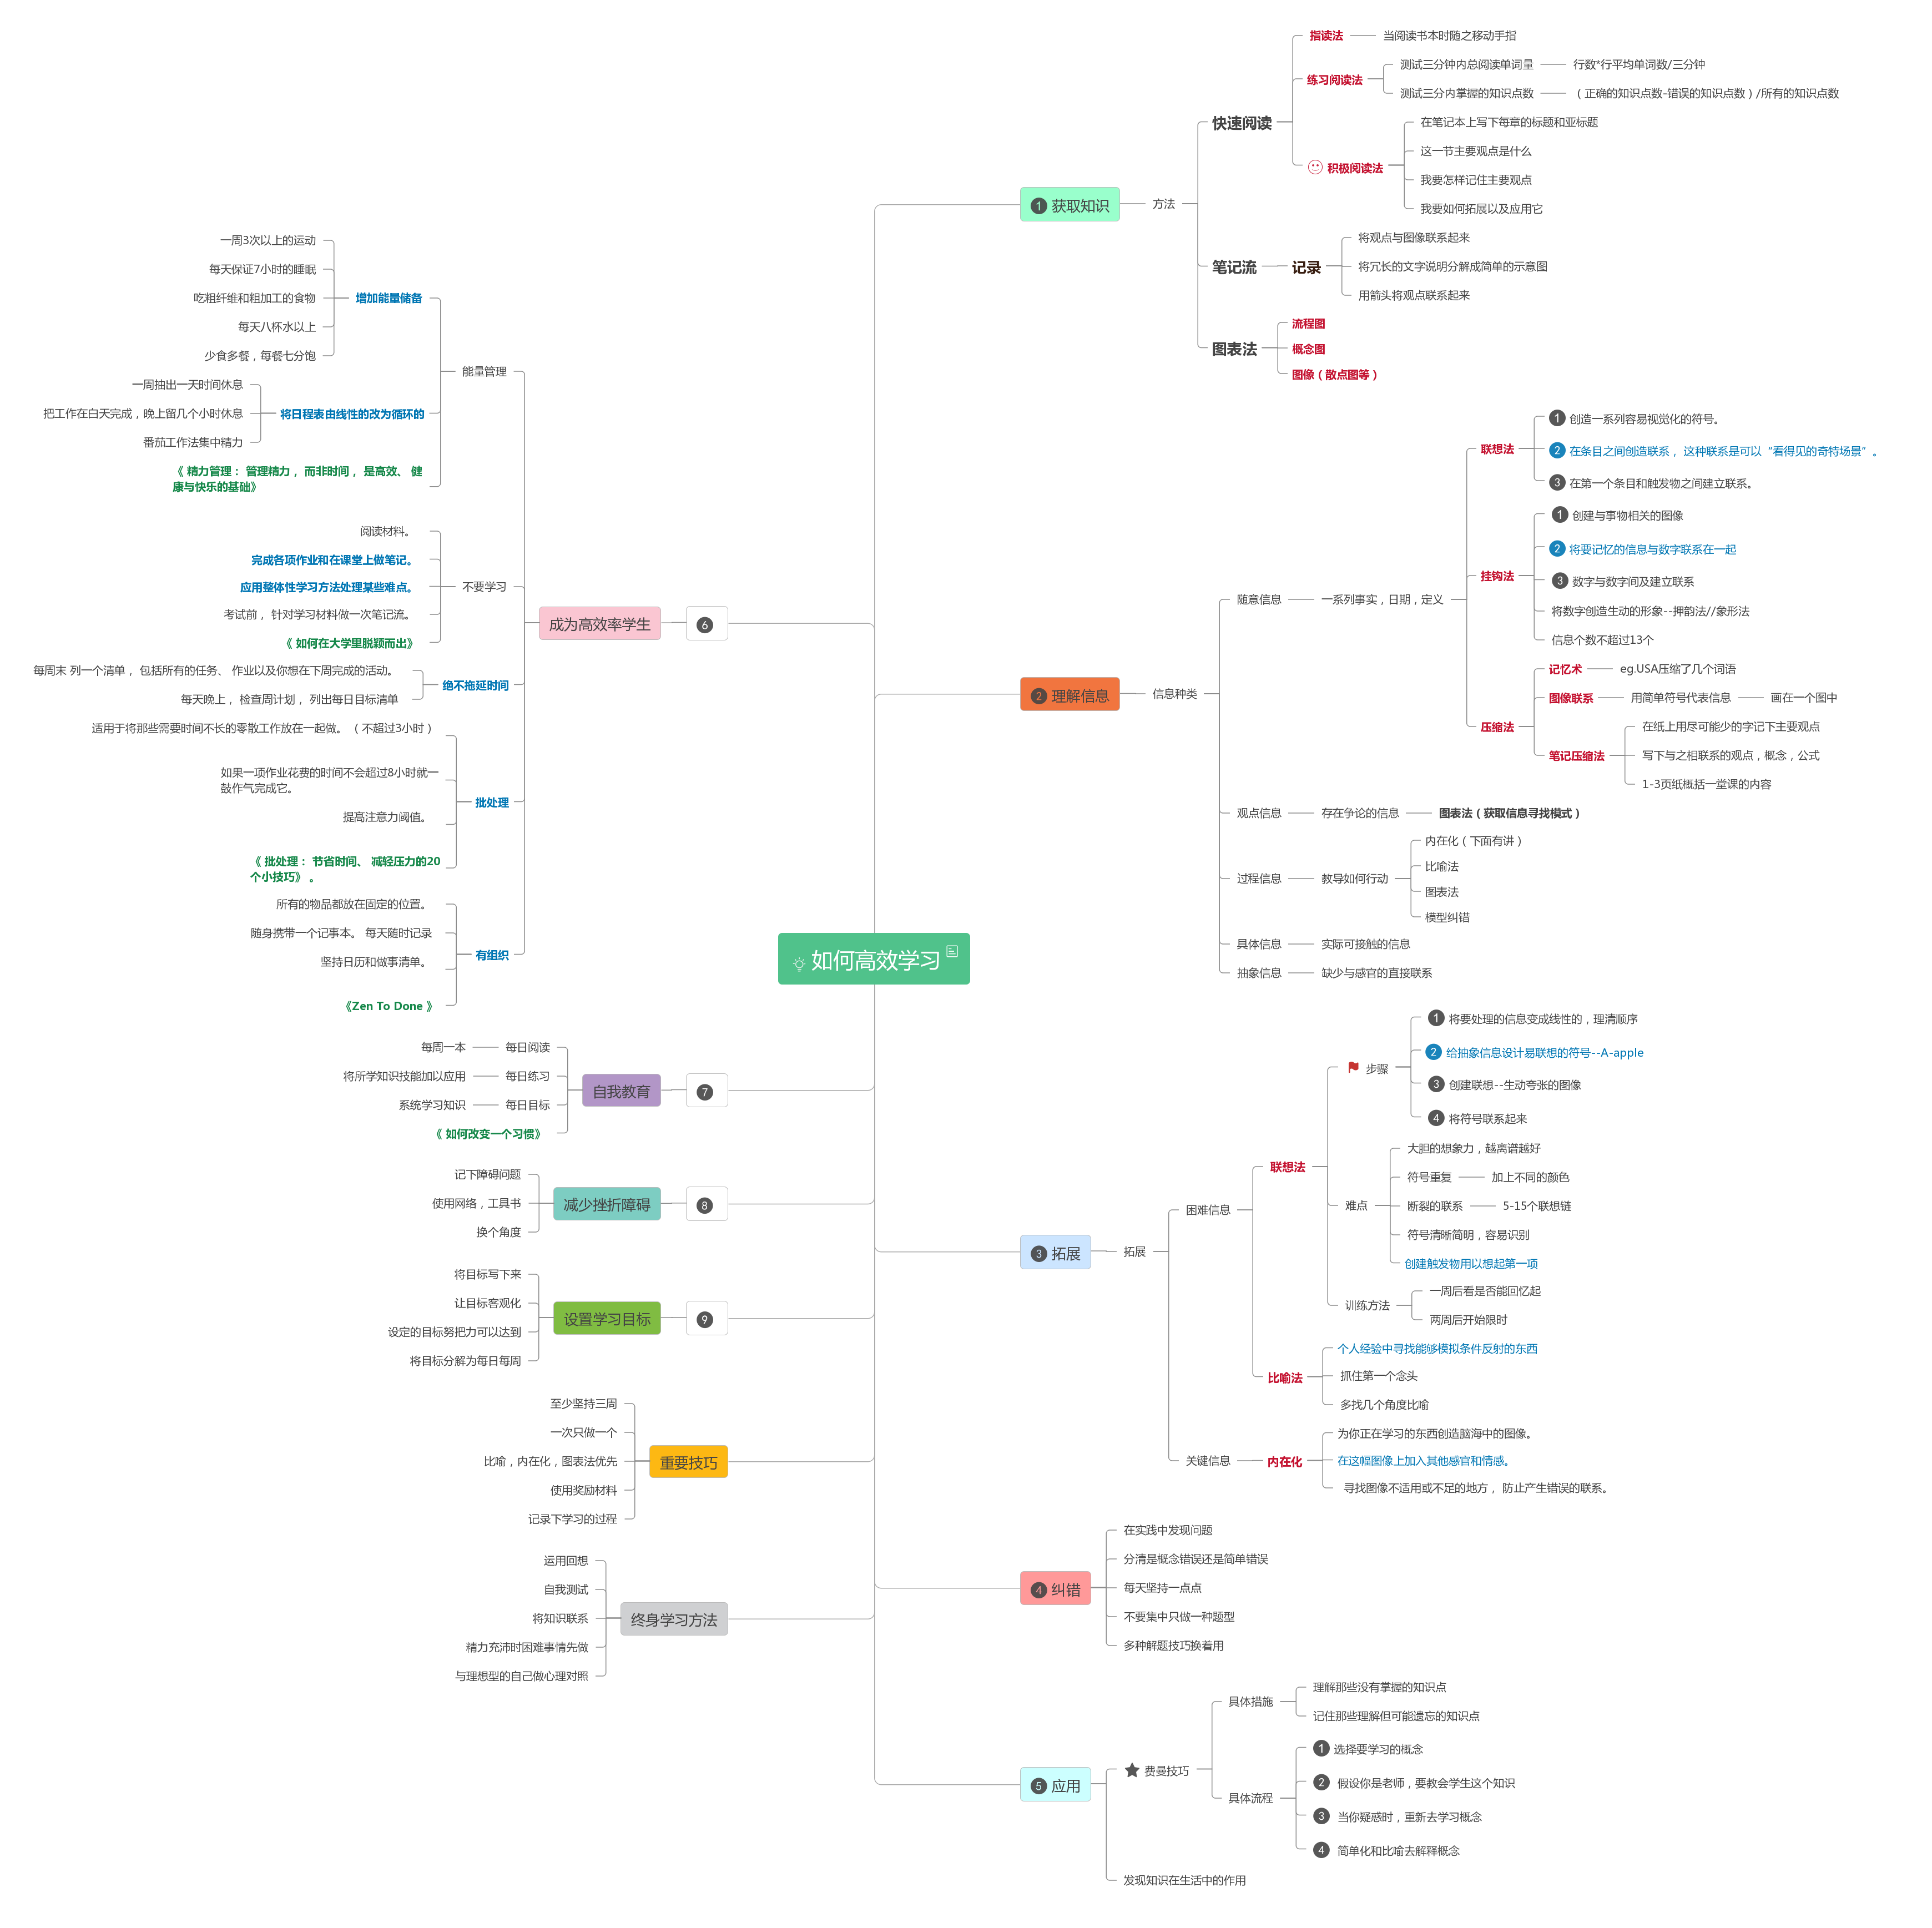 如何高效学习
1 获取知识
方法
快速阅读
指读法
当阅读书本时随之移动手指
练习阅读法
测试三分钟内总阅读单词量
行数*行平均单词数/三分钟
测试三分内掌握的知识点数
（正确的知识点数-错误的知识点数）/所有的知识点数
积极阅读法
在笔记本上写下每章的标题和亚标题
这一节主要观点是什么
我要怎样记住主要观点
我要如何拓展以及应用它
笔记流
记录
将观点与图像联系起来
将冗长的文字说明分解成简单的示意图
用箭头将观点联系起来
图表法
流程图
概念图
图像（散点图等）
2 理解信息
信息种类
随意信息
一系列事实，日期，定义
联想法
1 创造一系列容易视觉化的符号。
2 在条目之间创造联系， 这种联系是可以“看得见的奇特场景”。
3 在第一个条目和触发物之间建立联系。
挂钩法
1 创建与事物相关的图像
2 将要记忆的信息与数字联系在一起
3 数字与数字间及建立联系
将数字创造生动的形象--押韵法//象形法
信息个数不超过13个
压缩法
记忆术
eg.USA压缩了几个词语
图像联系
用简单符号代表信息
画在一个图中
笔记压缩法
在纸上用尽可能少的字记下主要观点
写下与之相联系的观点，概念，公式
1-3页纸概括一堂课的内容
观点信息
存在争论的信息
图表法（获取信息寻找模式）
过程信息
教导如何行动
内在化（下面有讲）
比喻法
图表法
模型纠错
具体信息
实际可接触的信息
抽象信息
缺少与感官的直接联系
3 拓展
拓展
困难信息
联想法
步骤
1 将要处理的信息变成线性的，理清顺序
2 给抽象信息设计易联想的符号--A-apple
3 创建联想--生动夸张的图像
4 将符号联系起来
难点
大胆的想象力，越离谱越好
符号重复
加上不同的颜色
断裂的联系
5-15个联想链
符号清晰简明，容易识别
创建触发物用以想起第一项
训练方法
一周后看是否能回忆起
两周后开始限时
比喻法
个人经验中寻找能够模拟条件反射的东西
抓住第一个念头
多找几个角度比喻
关键信息
内在化
为你正在学习的东西创造脑海中的图像。
在这幅图像上加入其他感官和情感。
寻找图像不适用或不足的地方， 防止产生错误的联系。
4 纠错
在实践中发现问题
分清是概念错误还是简单错误
每天坚持一点点
不要集中只做一种题型
多种解题技巧换着用
5 应用
费曼技巧
具体措施
理解那些没有掌握的知识点
记住那些理解但可能遗忘的知识点
具体流程
1 选择要学习的概念
2 假设你是老师，要教会学生这个知识
3 当你疑惑时，重新去学习概念
4 简单化和比喻去解释概念
发现知识在生活中的作用
6
成为高效率学生
能量管理
增加能量储备
一周3次以上的运动
每天保证7小时的睡眠
吃粗纤维和粗加工的食物
每天八杯水以上
少食多餐，每餐七分饱
将日程表由线性的改为循环的
一周抽出一天时间休息
把工作在白天完成，晚上留几个小时休息
番茄工作法集中精力
《 精力管理： 管理精力， 而非时间， 是高效、 健
康与快乐的基础》
不要学习
阅读材料。
完成各项作业和在课堂上做笔记。
应用整体性学习方法处理某些难点。
考试前， 针对学习材料做一次笔记流。
《 如何在大学里脱颖而出》
绝不拖延时间
每周末 列一个清单， 包括所有的任务、 作业以及你想在下周完成的活动。
每天晚上， 检查周计划， 列出每日目标清单
批处理
适用于将那些需要时间不长的零散工作放在一起做。 （ 不超过3小时 ）
如果一项作业花费的时间不会超过8小时就一
鼓作气完成它。
提高注意力阈值。
《 批处理： 节省时间、 减轻压力的20
个小技巧》 。
有组织
所有的物品都放在固定的位置。
随身携带一个记事本。 每天随时记录
坚持日历和做事清单。
《Zen To Done 》
7
自我教育
每日阅读
每周一本
每日练习
将所学知识技能加以应用
每日目标
系统学习知识
《 如何改变一个习惯》
8
减少挫折障碍
记下障碍问题
使用网络，工具书
换个角度
9
设置学习目标
将目标写下来
让目标客观化
设定的目标努把力可以达到
将目标分解为每日每周
重要技巧
至少坚持三周
一次只做一个
比喻，内在化，图表法优先
使用奖励材料
记录下学习的过程
终身学习方法
运用回想
自我测试
将知识联系
精力充沛时困难事情先做
与理想型的自己做心理对照